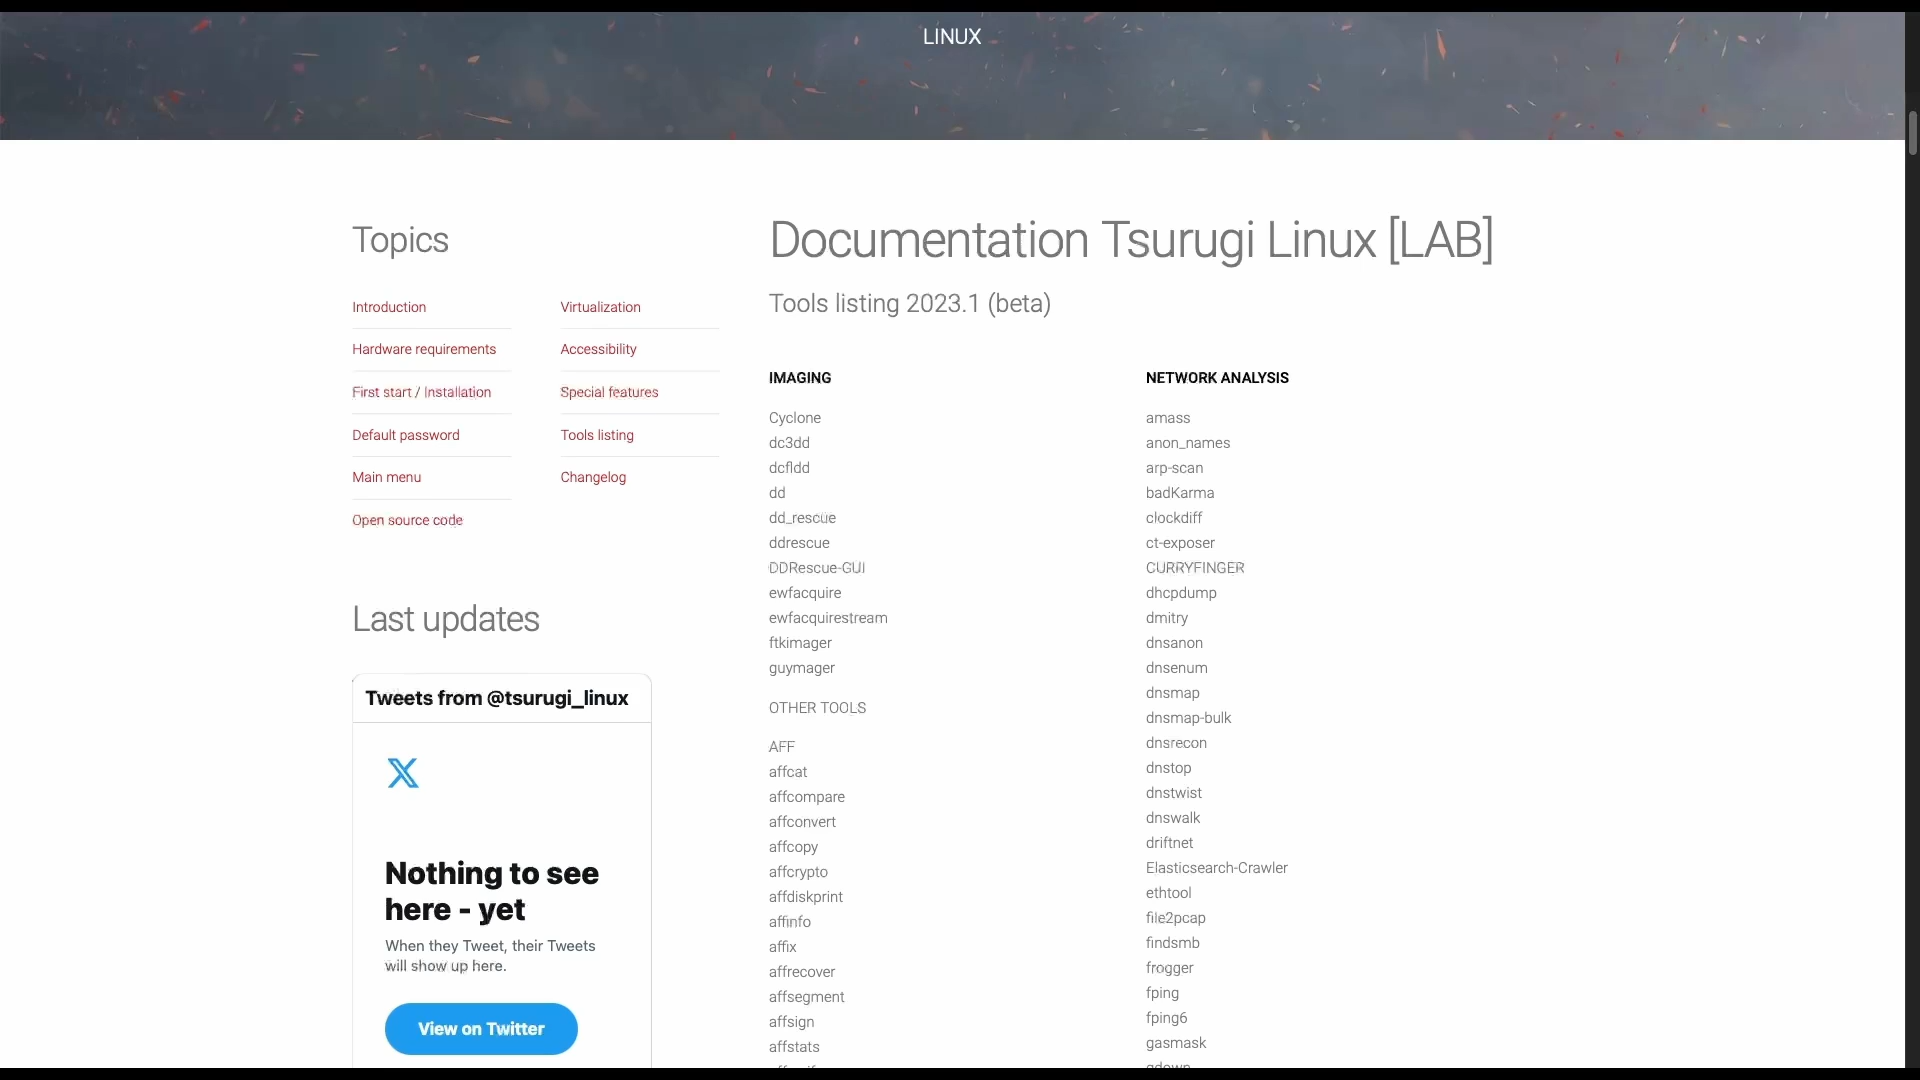 LINUX
Topics
Introduction
Hardware requirements
First start / Installation
Default password
Main menu
Open source code
Virtualization
Accessibility
Special features
Tools listing
Changelog
Last updates
Tweets from @tsurugi_linux
Nothing to see
here - yet
When they Tweet, their Tweets
will show up here.
View on Twitter
Documentation Tsurugi Linux [LAB]
Tools listing 2023.1 (beta)
IMAGING
Cyclone
dc3dd
dcfldd
dd
dd_rescue
ddrescue
DDRescue-GUI
ewfacquire
ewfacquirestream
ftkimager
guymager
OTHER TOOLS
AFF
affcat
affcompare
affconvert
affcopy
affcrypto
affdiskprint
affinfo
affix
affrecover
affsegment
affsign
affstats
NETWORK ANALYSIS
amass
anon_names
arp-scan
badKarma
clockdiff
ct-exposer
CURRYFINGER
dhcpdump
dmitry
dnsanon
dnsenum
dnsmap
dnsmap-bulk
dnsrecon
dnstop
dnstwist
dnswalk
driftnet
Elasticsearch-Crawler
ethtool
file2pcap
findsmb
frogger
fping
fping6
gasmask